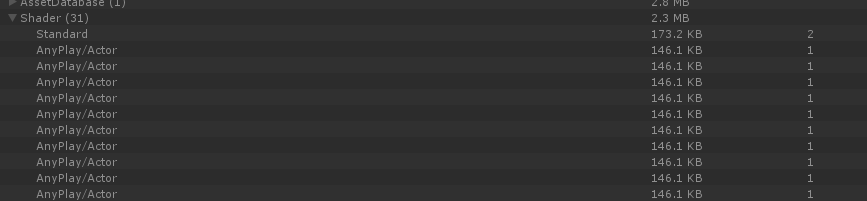 AssetDatabase (1) 2.8 MB
Shader (31) 2.3 MB
Standard 173.2 KB 2
AnyPlay/Actor 146.1 KB 1
AnyPlay/Actor 146.1 KB 1
AnyPlay/Actor 146.1 KB 1
AnyPlay/Actor 146.1 KB 1
AnyPlay/Actor 146.1 KB 1
AnyPlay/Actor 146.1 KB 1
AnyPlay/Actor 146.1 KB 1
AnyPlay/Actor 146.1 KB 1
AnyPlay/Actor 146.1 KB 1
AnyPlay/Actor 146.1 KB 1